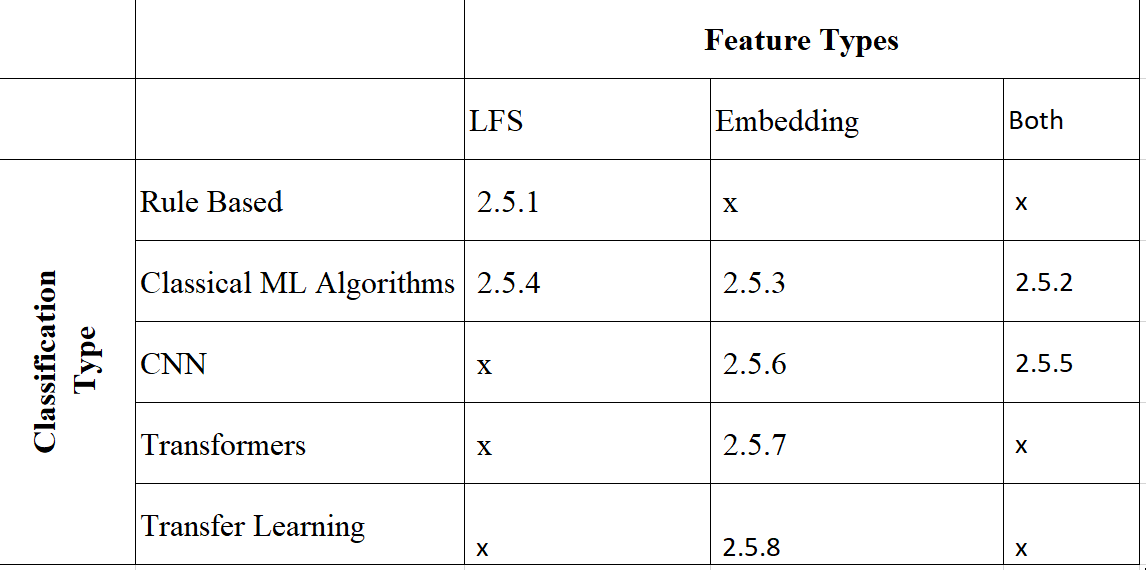 Feature Types
LFS Embedding Both
Classification
Type
Rule Based 2.5.1 x x
Classical ML Algorithms 2.5.4 2.5.3 2.5.2
CNN x 2.5.6 2.5.5
Transformers x 2.5.7 x
Transfer Learning x 2.5.8 x